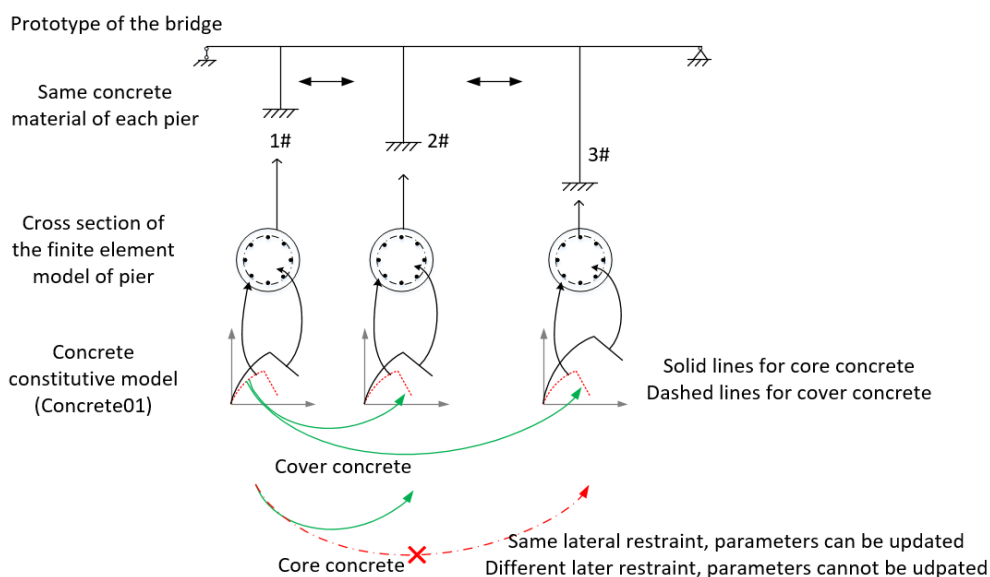 Prototype of the bridge
Same concrete
material of each pier
1#
2#
3#
Cross section of
the finite element
model of pier
Concrete
constitutive model
(Concrete01)
Solid lines for core concrete
Dashed lines for cover concrete
Cover concrete
Core concrete
Same lateral restraint, parameters can be updated
Different later restraint, parameters cannot be udpated